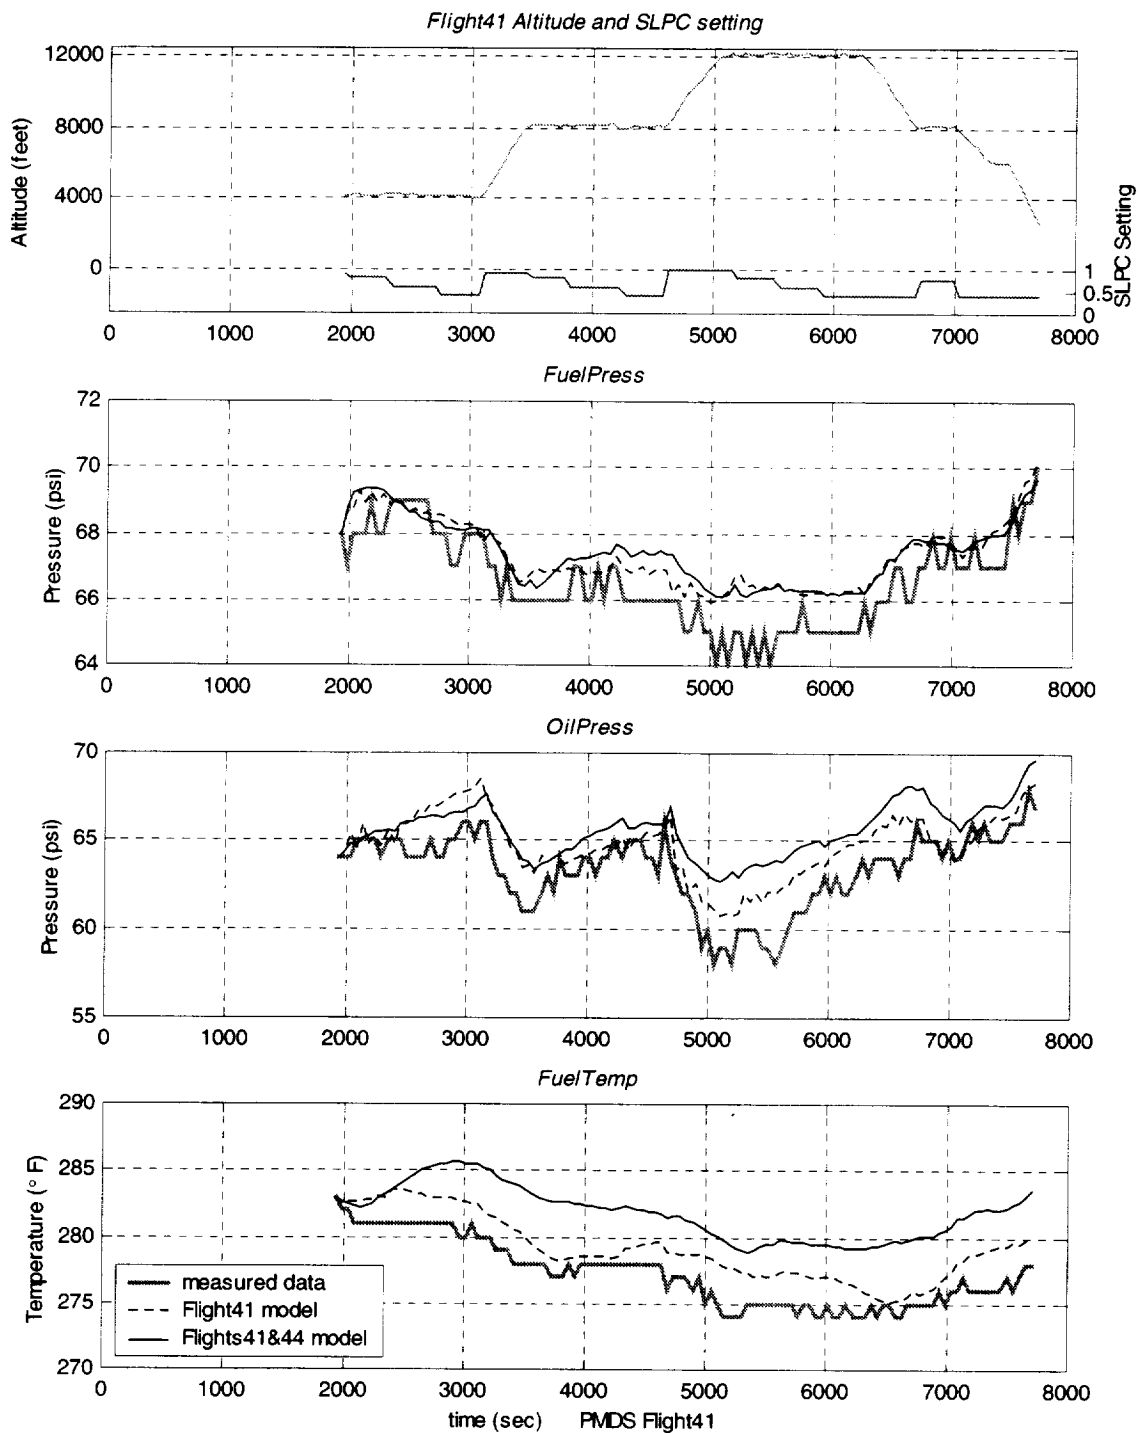 Flight41 Altitude and SLPC setting
12000
8000
4000
0
Altitude (feet)
1
0.5
0
SLPC Setting
0 1000 2000 3000 4000 5000 6000 7000 8000
FuelPress
72
70
68
66
64
Pressure (psi)
0 1000 2000 3000 4000 5000 6000 7000 8000
OilPress
70
65
60
55
Pressure (psi)
0 1000 2000 3000 4000 5000 6000 7000 8000
FuelTemp
290
285
280
275
270
Temperature (° F)
measured data
Flight41 model
Flights41&44 model
0 1000 2000 3000 4000 5000 6000 7000 8000
time (sec) PMDS Flight41